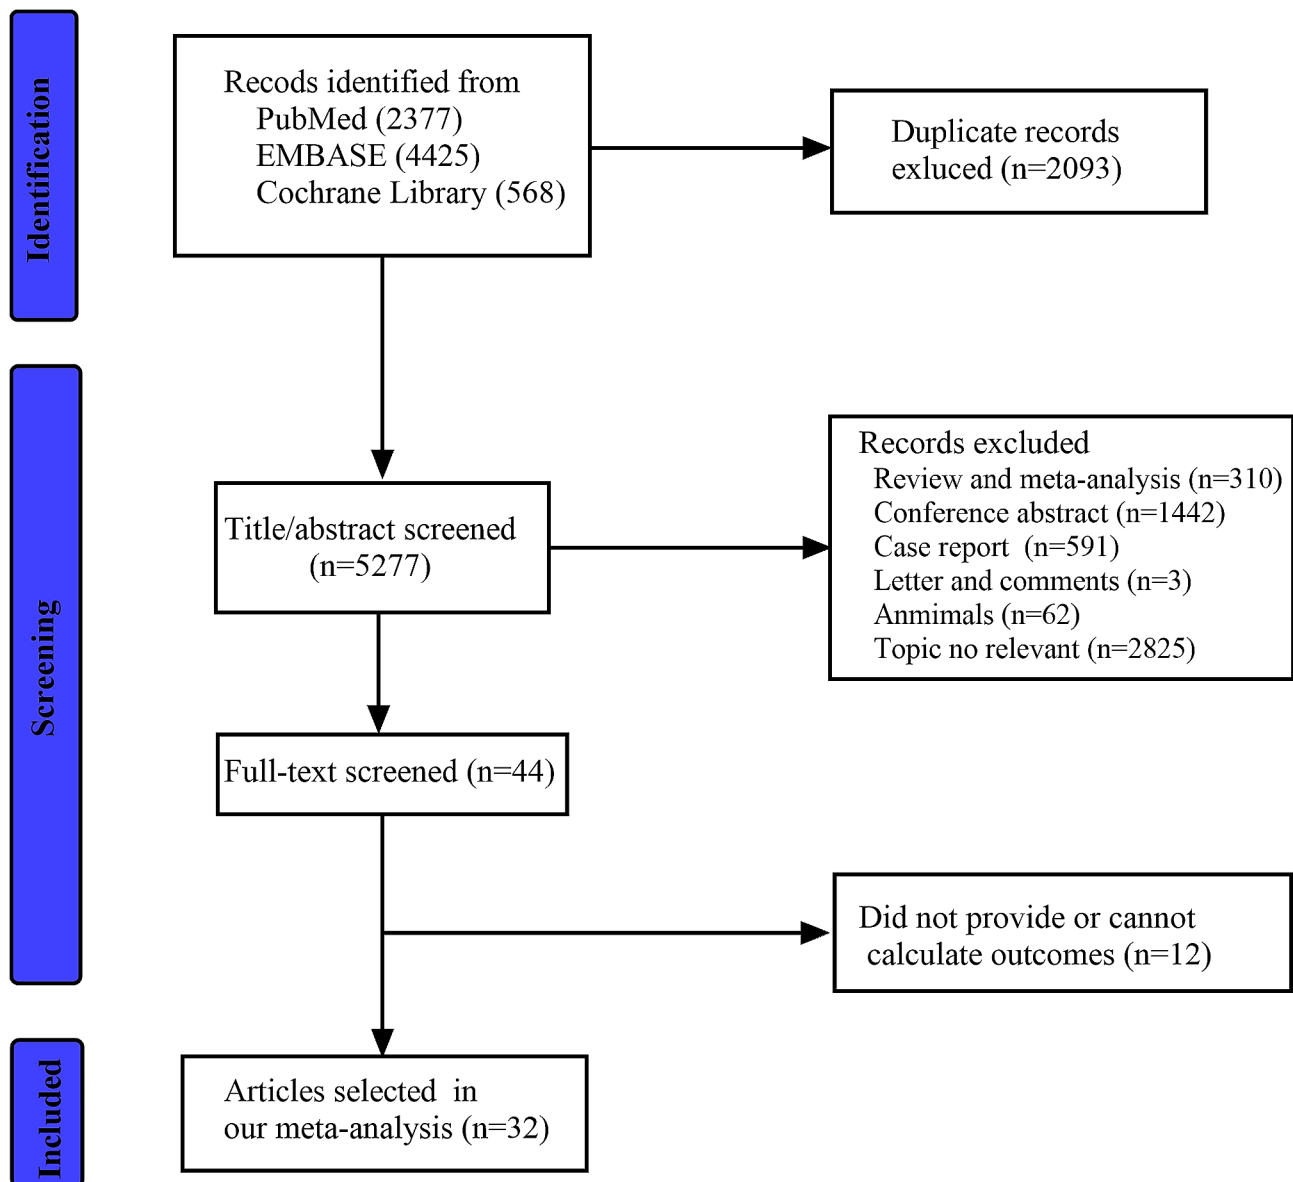 Identification
Recods identified from
PubMed (2377)
EMBASE (4425)
Cochrane Library (568)
Duplicate records
exluced (n=2093)
Screening
Title/abstract screened
(n=5277)
Records excluded
Review and meta-analysis (n=310)
Conference abstract (n=1442)
Case report (n=591)
Letter and comments (n=3)
Anmimals (n=62)
Topic no relevant (n=2825)
Full-text screened (n=44)
Did not provide or cannot
calculate outcomes (n=12)
Included
Articles selected in
our meta-analysis (n=32)